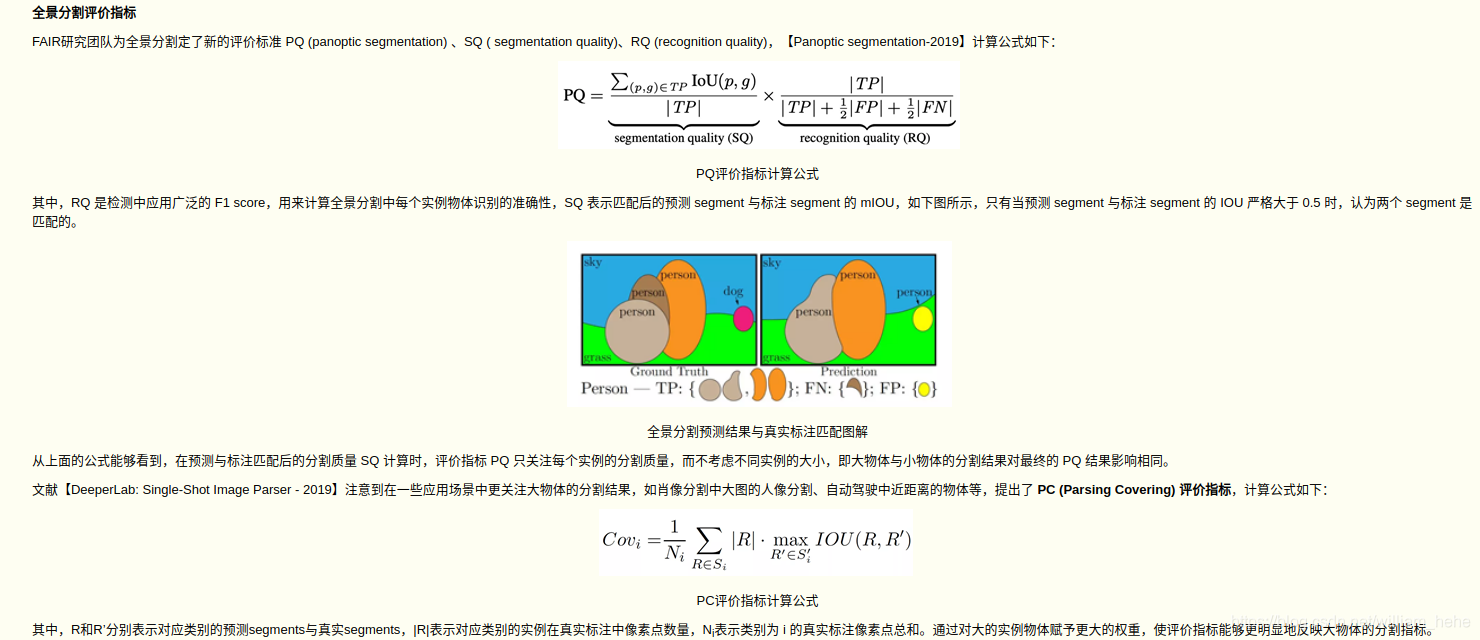 全景分割评价指标
FAIR研究团队为全景分割定了新的评价标准 PQ (panoptic segmentation) 、SQ ( segmentation quality)、RQ (recognition quality)，【Panoptic segmentation-2019】计算公式如下：
PQ = ∑(p,g)∈TP IoU(p, g) / |TP| × |TP| / |TP| + ½|FP| + ½|FN|
segmentation quality (SQ) recognition quality (RQ)
PQ评价指标计算公式
其中，RQ 是检测中应用广泛的 F1 score，用来计算全景分割中每个实例物体识别的准确性，SQ 表示匹配后的预测 segment 与标注 segment 的 mIOU，如下图所示，只有当预测 segment 与标注 segment 的 IOU 严格大于 0.5 时，认为两个 segment 是
匹配的。
sky sky
person person
person dog person
person person
grass grass
Ground Truth Prediction
Person — TP: { , }; FN: { }; FP: { }
全景分割预测结果与真实标注匹配图解
从上面的公式能够看到，在预测与标注匹配后的分割质量 SQ 计算时，评价指标 PQ 只关注每个实例的分割质量，而不考虑不同实例的大小，即大物体与小物体的分割结果对最终的 PQ 结果影响相同。
文献【DeeperLab: Single-Shot Image Parser - 2019】注意到在一些应用场景中更关注大物体的分割结果，如肖像分割中大图的人像分割、自动驾驶中近距离的物体等，提出了 PC (Parsing Covering) 评价指标，计算公式如下：
Cov_i = 1/N_i ∑ R∈S_i |R| · max R′∈S′_i IOU(R, R′)
PC评价指标计算公式
其中，R和R'分别表示对应类别的预测segments与真实segments，|R|表示对应类别的实例在真实标注中像素点数量，N_i表示类别为 i 的真实标注像素点总和。通过对大的实例物体赋予更大的权重，使评价指标能够更明显地反映大物体的分割指标。
https://blog.csdn.net/william_hehe